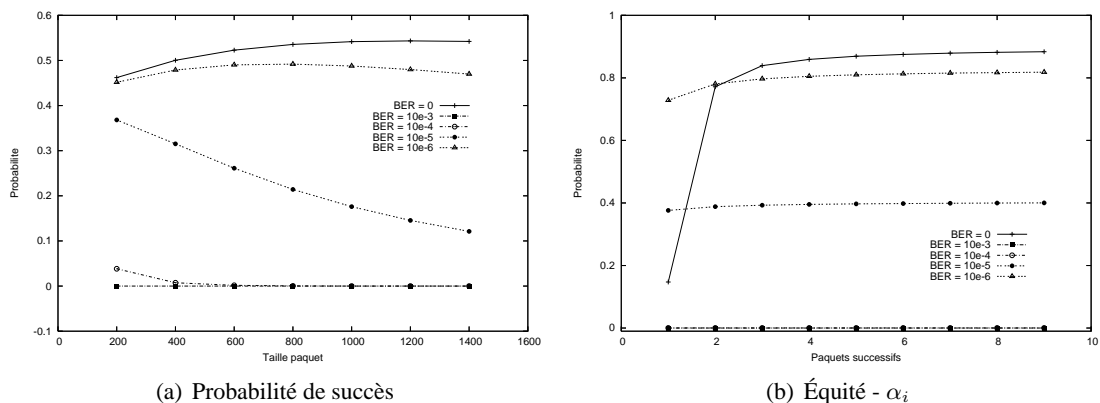 0.6
0.5
0.4
0.3
0.2
0.1
0
-0.1
Probabilite
0 200 400 600 800 1000 1200 1400 1600
Taille paquet
BER = 0
BER = 10e-3
BER = 10e-4
BER = 10e-5
BER = 10e-6
(a) Probabilité de succès
1
0.8
0.6
0.4
0.2
0
Probabilite
0 2 4 6 8 10
Paquets successifs
BER = 0
BER = 10e-3
BER = 10e-4
BER = 10e-5
BER = 10e-6
(b) Équité - αi